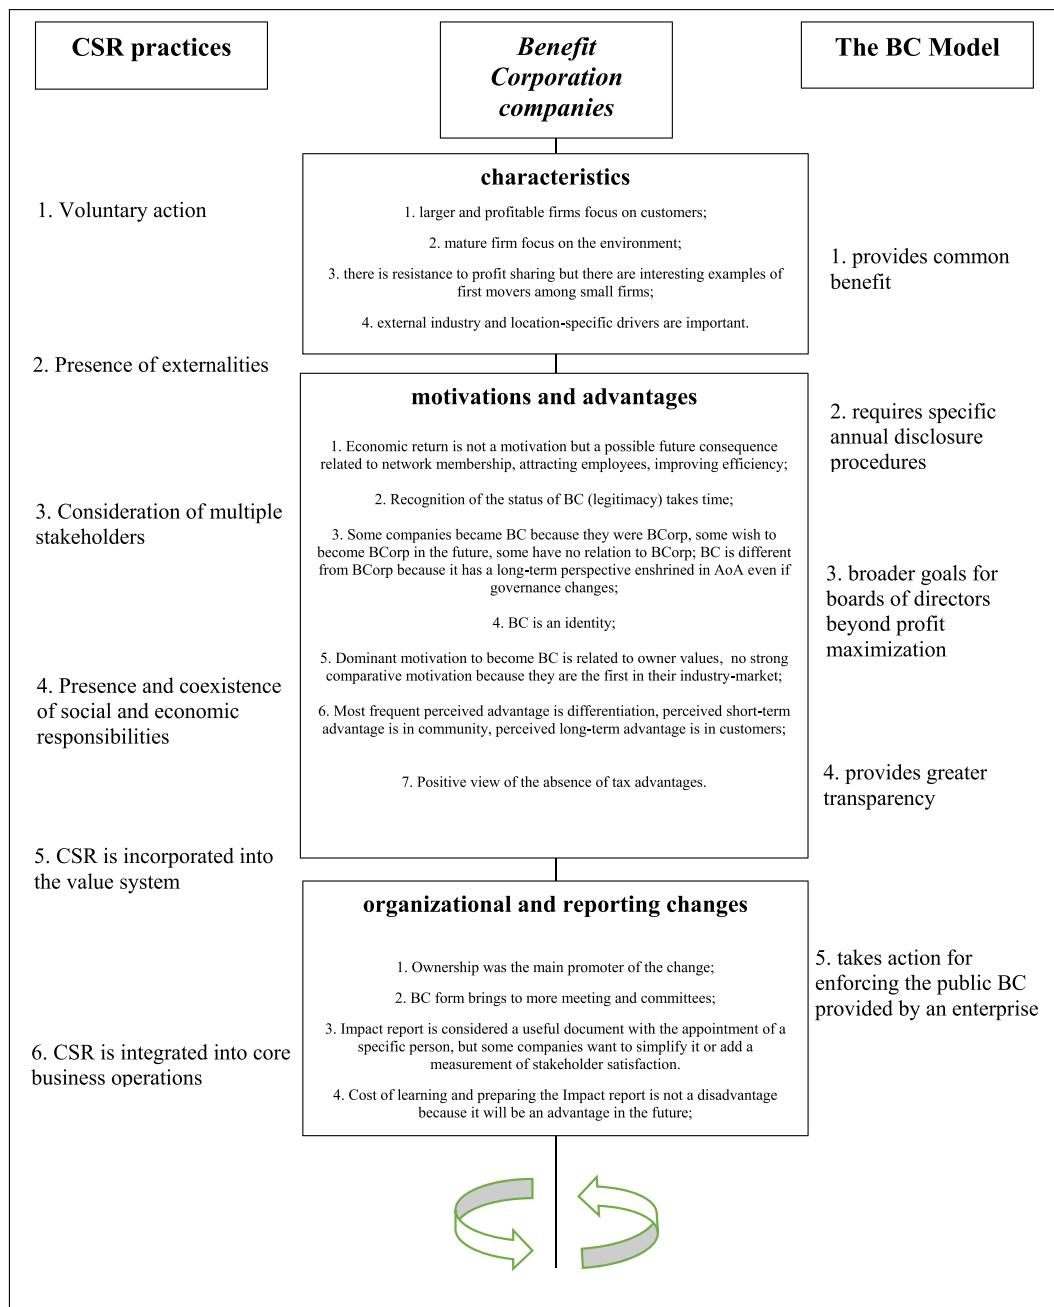 CSR practices
Benefit
Corporation
companies
The BC Model
1. Voluntary action
2. Presence of externalities
3. Consideration of multiple
stakeholders
4. Presence and coexistence
of social and economic
responsibilities
5. CSR is incorporated into
the value system
6. CSR is integrated into core
business operations
characteristics
1. larger and profitable firms focus on customers;
2. mature firm focus on the environment;
3. there is resistance to profit sharing but there are interesting examples of
first movers among small firms;
4. external industry and location-specific drivers are important.
motivations and advantages
1. Economic return is not a motivation but a possible future consequence
related to network membership, attracting employees, improving efficiency;
2. Recognition of the status of BC (legitimacy) takes time;
3. Some companies became BC because they were BCorp, some wish to
become BCorp in the future, some have no relation to BCorp; BC is different
from BCorp because it has a long-term perspective enshrined in AoA even if
governance changes;
4. BC is an identity;
5. Dominant motivation to become BC is related to owner values, no strong
comparative motivation because they are the first in their industry-market;
6. Most frequent perceived advantage is differentiation, perceived short-term
advantage is in community, perceived long-term advantage is in customers;
7. Positive view of the absence of tax advantages.
organizational and reporting changes
1. Ownership was the main promoter of the change;
2. BC form brings to more meeting and committees;
3. Impact report is considered a useful document with the appointment of a
specific person, but some companies want to simplify it or add a
measurement of stakeholder satisfaction.
4. Cost of learning and preparing the Impact report is not a disadvantage
because it will be an advantage in the future;
1. provides common
benefit
2. requires specific
annual disclosure
procedures
3. broader goals for
boards of directors
beyond profit
maximization
4. provides greater
transparency
5. takes action for
enforcing the public BC
provided by an enterprise